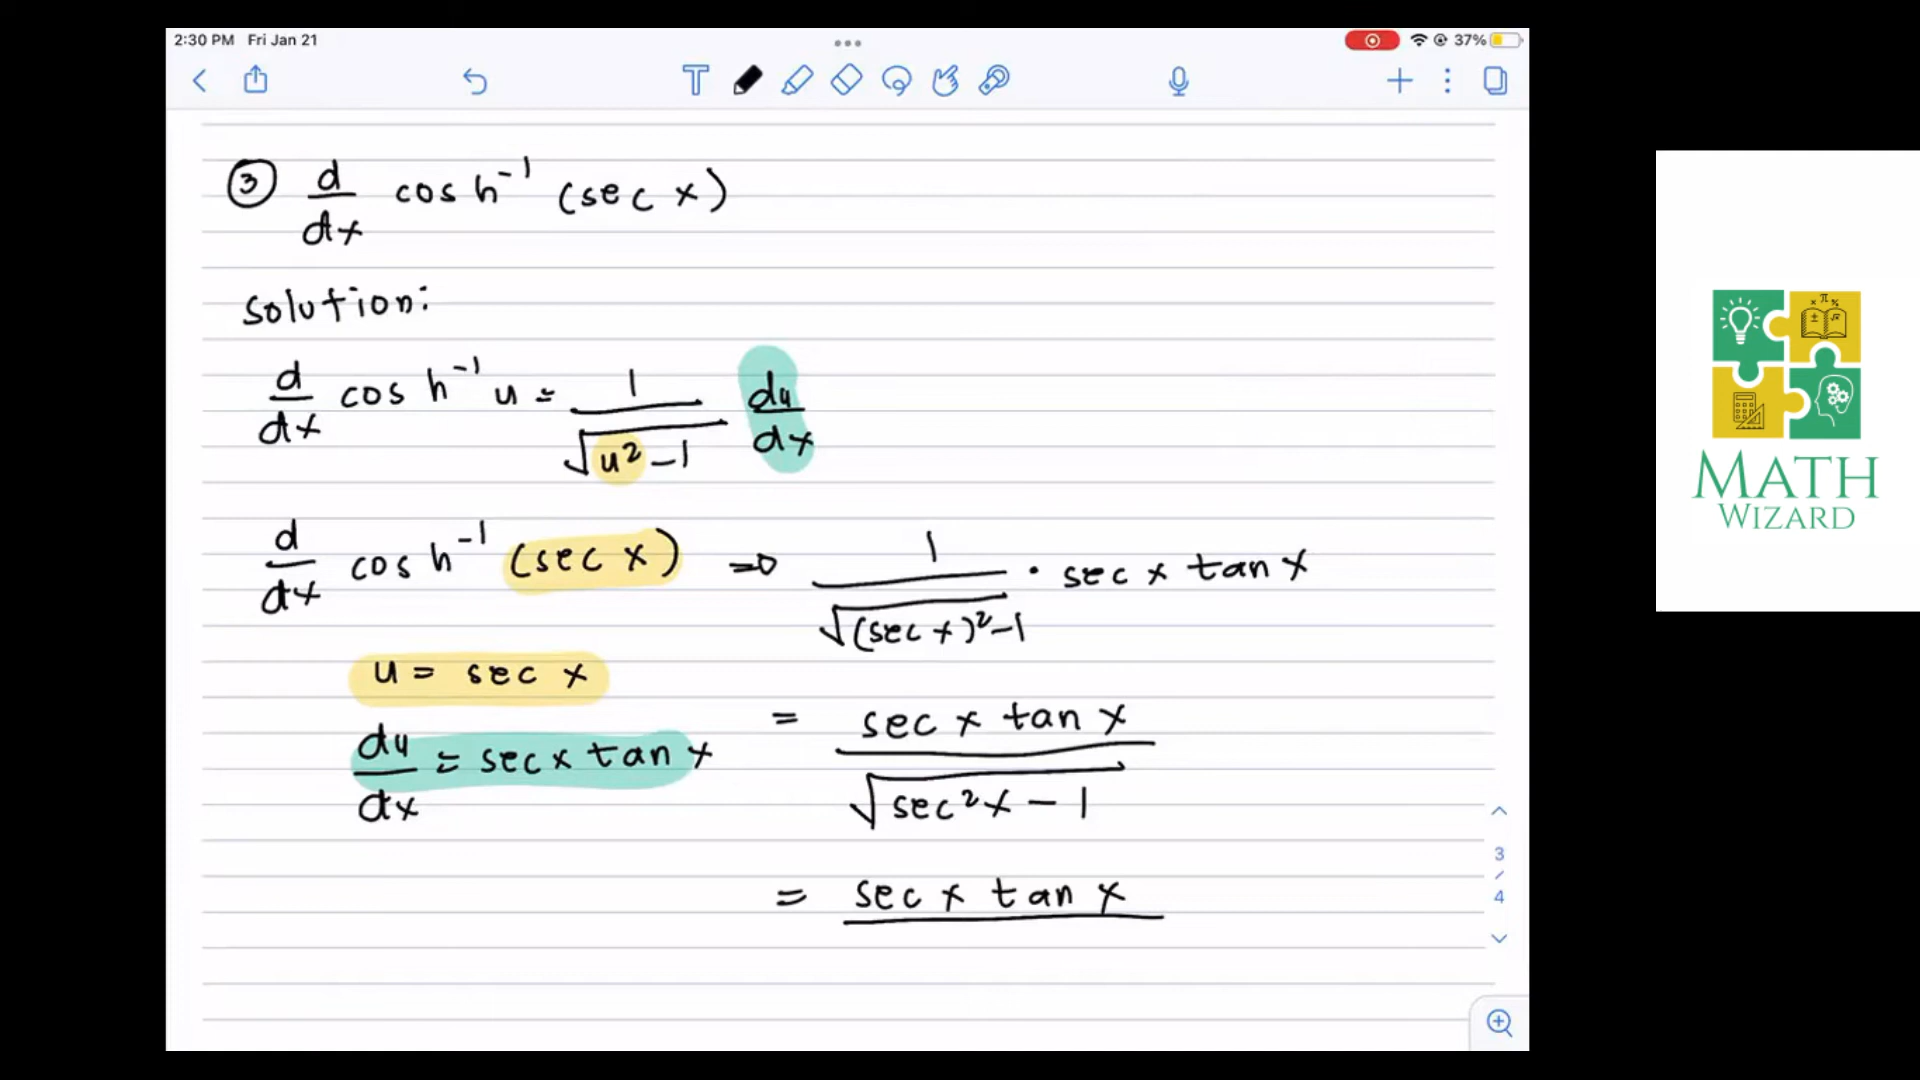 2:30 PM Fri Jan 21
37%
③ d/dx cosh⁻¹ (sec x)
solution:
d/dx cosh⁻¹ u = 1/√(u²-1) du/dx
d/dx cosh⁻¹ (sec x) ⇒ 1/√((sec x)²-1) · sec x tan x
u = sec x
du/dx = sec x tan x
= sec x tan x/√(sec²x - 1)
= sec x tan x
3/4
MATH
WIZARD